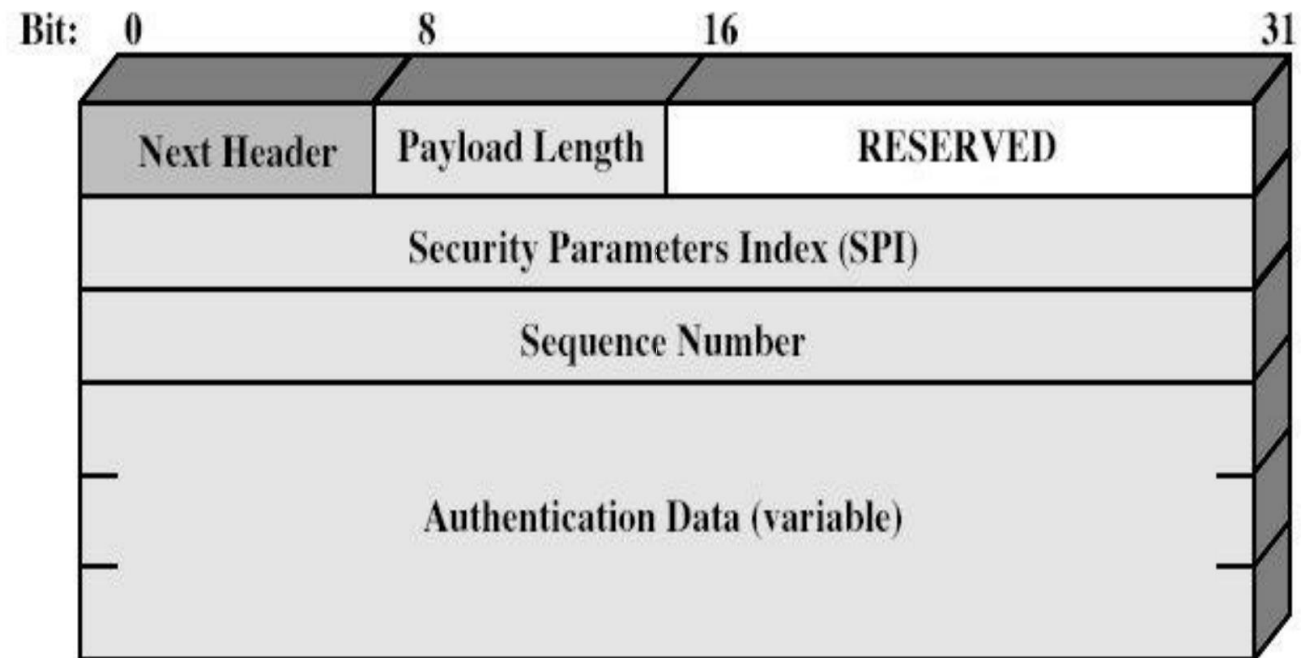 Bit: 0 8 16 31
Next Header Payload Length RESERVED
Security Parameters Index (SPI)
Sequence Number
Authentication Data (variable)